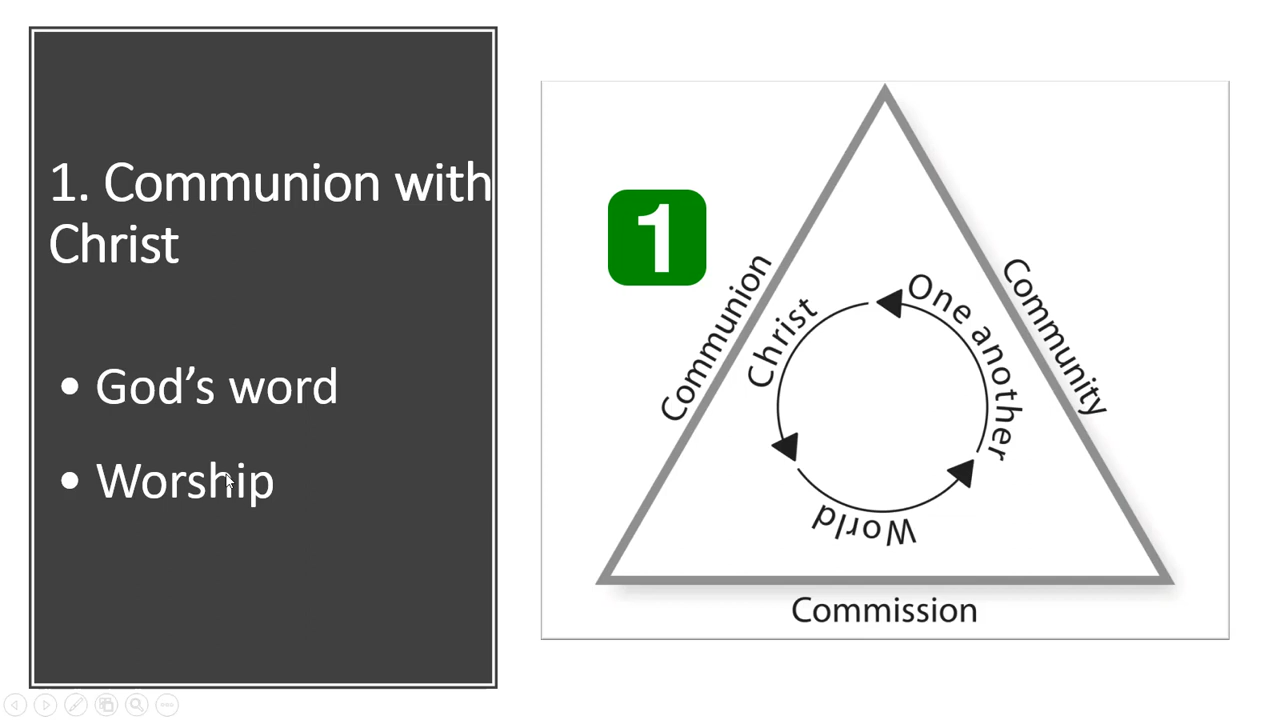 1. Communion with
Christ
• God's word
• Worship
1
Communion
Christ
One another
Community
World
Commission